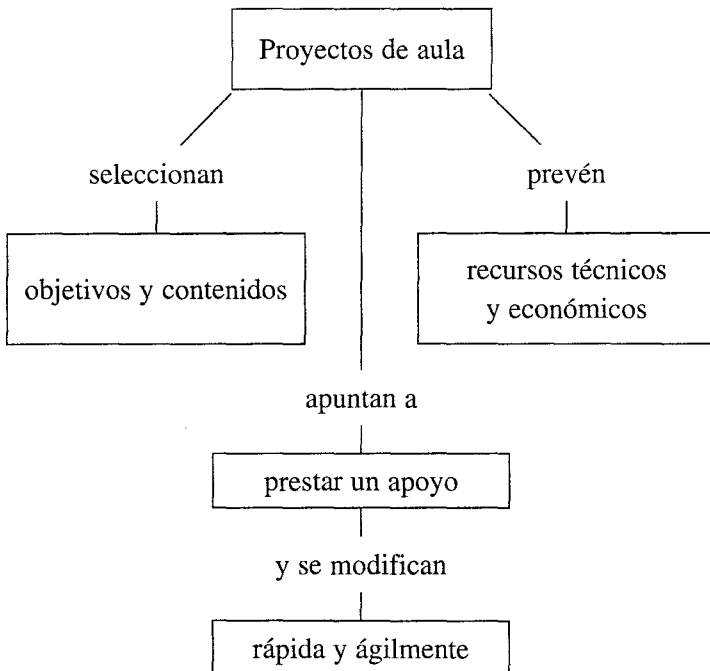 Proyectos de aula
seleccionan
prevén
objetivos y contenidos
recursos técnicos
y económicos
apuntan a
prestar un apoyo
y se modifican
rápida y ágilmente